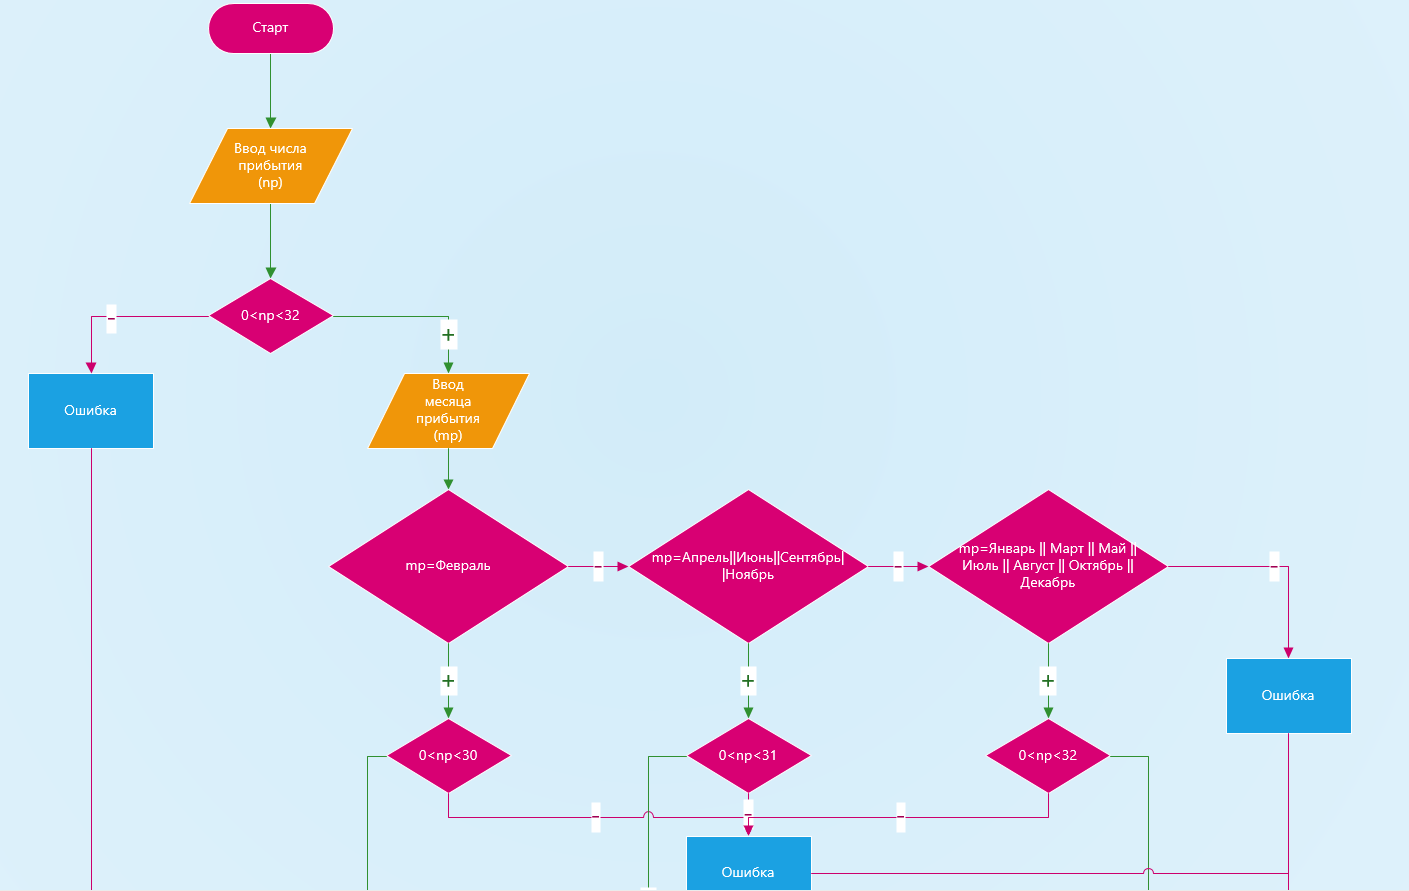 Старт
Ввод числа
прибытия
(np)
0<np<32
-
+
Ошибка
Ввод
месяца
прибытия
(mp)
mp=Февраль
-
mp=Апрель||Июнь||Сентябрь|
|Ноябрь
-
mp=Январь || Март || Май ||
Июль || Август || Октябрь ||
Декабрь
-
+
+
+
Ошибка
0<np<30
0<np<31
0<np<32
-
-
-
Ошибка